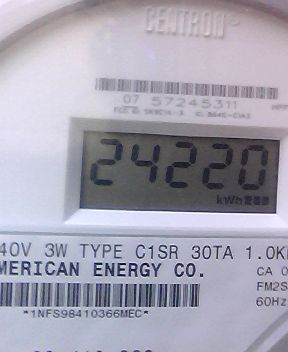 CENTRON
07 57245311
24220
kWh
40V 3W TYPE C1SR 30TA 1.0K
MERICAN ENERGY CO.
CA 0
FM2S
60Hz
*1NFS98410366MEC*